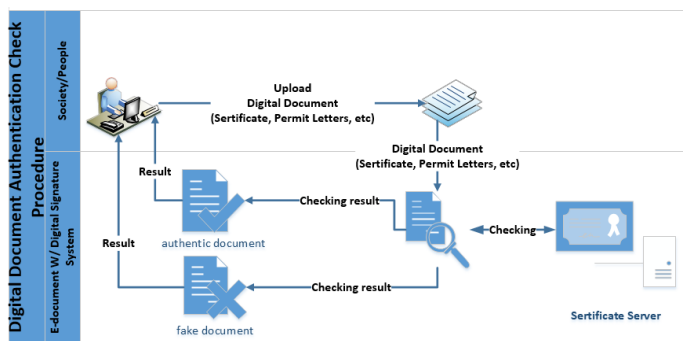 Digital Document Authentication Check
Procedure
Society/People
E-document W/ Digital Signature
System
Upload
Digital Document
(Sertificate, Permit Letters, etc)
Digital Document
(Sertificate, Permit Letters, etc)
Result
Checking result
authentic document
Checking
Result
Checking result
fake document
Sertificate Server